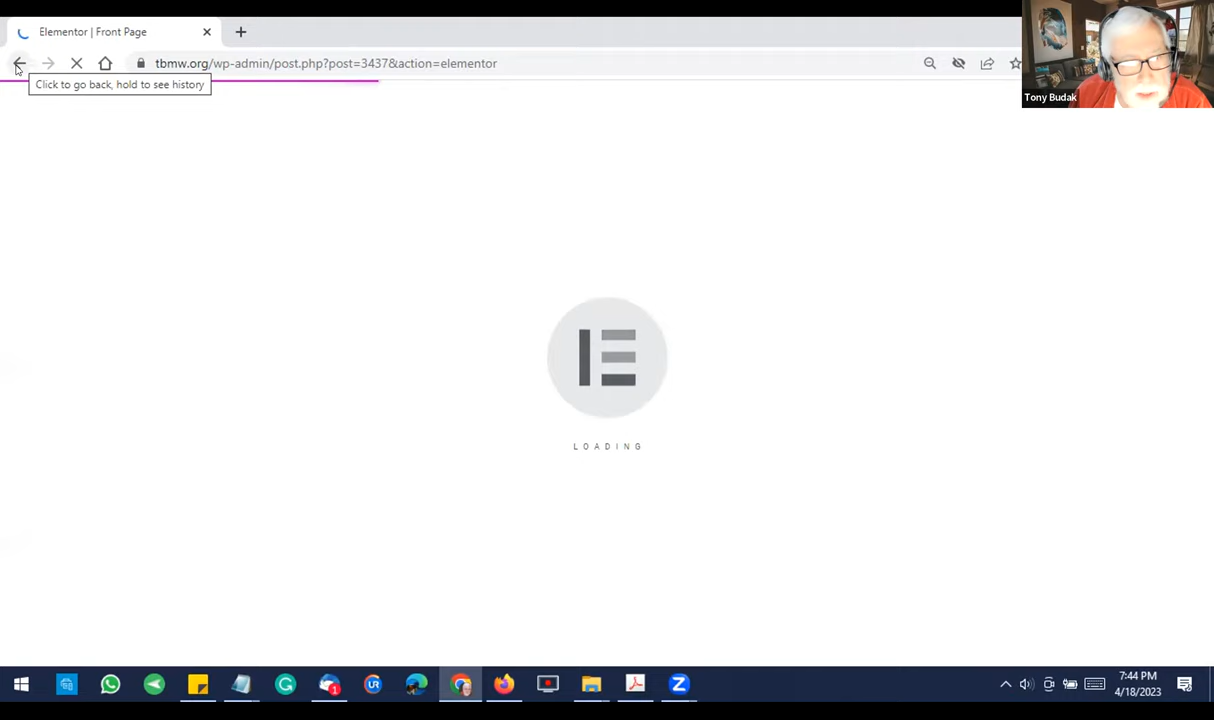 Elementor | Front Page
tbmw.org/wp-admin/post.php?post=3437&action=elementor
Click to go back, hold to see history
Tony Budak
LOADING
7:44 PM
4/18/2023